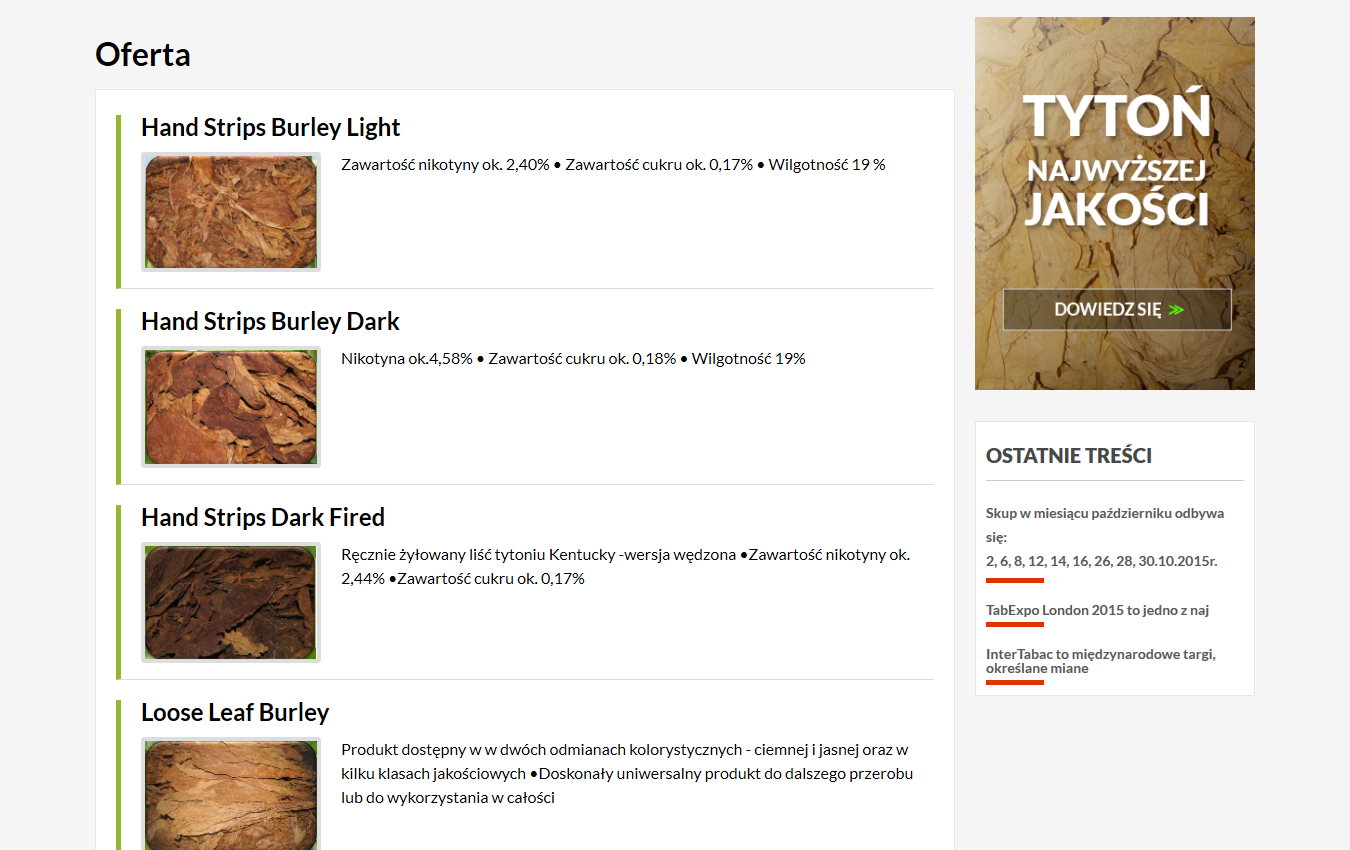 Oferta
Hand Strips Burley Light
Zawartość nikotyny ok. 2,40% ● Zawartość cukru ok. 0,17% ● Wilgotność 19 %
Hand Strips Burley Dark
Nikotyna ok.4,58% ● Zawartość cukru ok. 0,18% ● Wilgotność 19%
Hand Strips Dark Fired
Ręcznie żyłowany liść tytoniu Kentucky -wersja wędzona ●Zawartość nikotyny ok.
2,44% ●Zawartość cukru ok. 0,17%
Loose Leaf Burley
Produkt dostępny w w dwóch odmianach kolorystycznych - ciemnej i jasnej oraz w
kilku klasach jakościowych ●Doskonały uniwersalny produkt do dalszego przerobu
lub do wykorzystania w całości
TYTOŃ
NAJWYŻSZEJ
JAKOŚCI
DOWIEDZ SIĘ ≫
OSTATNIE TREŚCI
Skup w miesiącu październiku odbywa
się:
2, 6, 8, 12, 14, 16, 26, 28, 30.10.2015r.
TabExpo London 2015 to jedno z naj
InterTabac to międzynarodowe targi,
określane miane